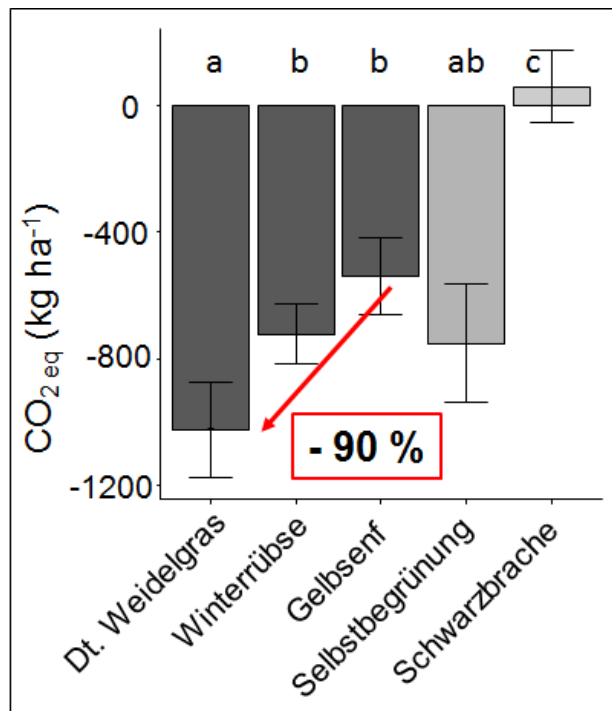 a b b ab c
0
-400
-800
-1200
CO2 eq (kg ha-1)
- 90 %
Dt. Weidelgras
Winterrübse
Gelbsenf
Selbstbegrünung
Schwarzbrache